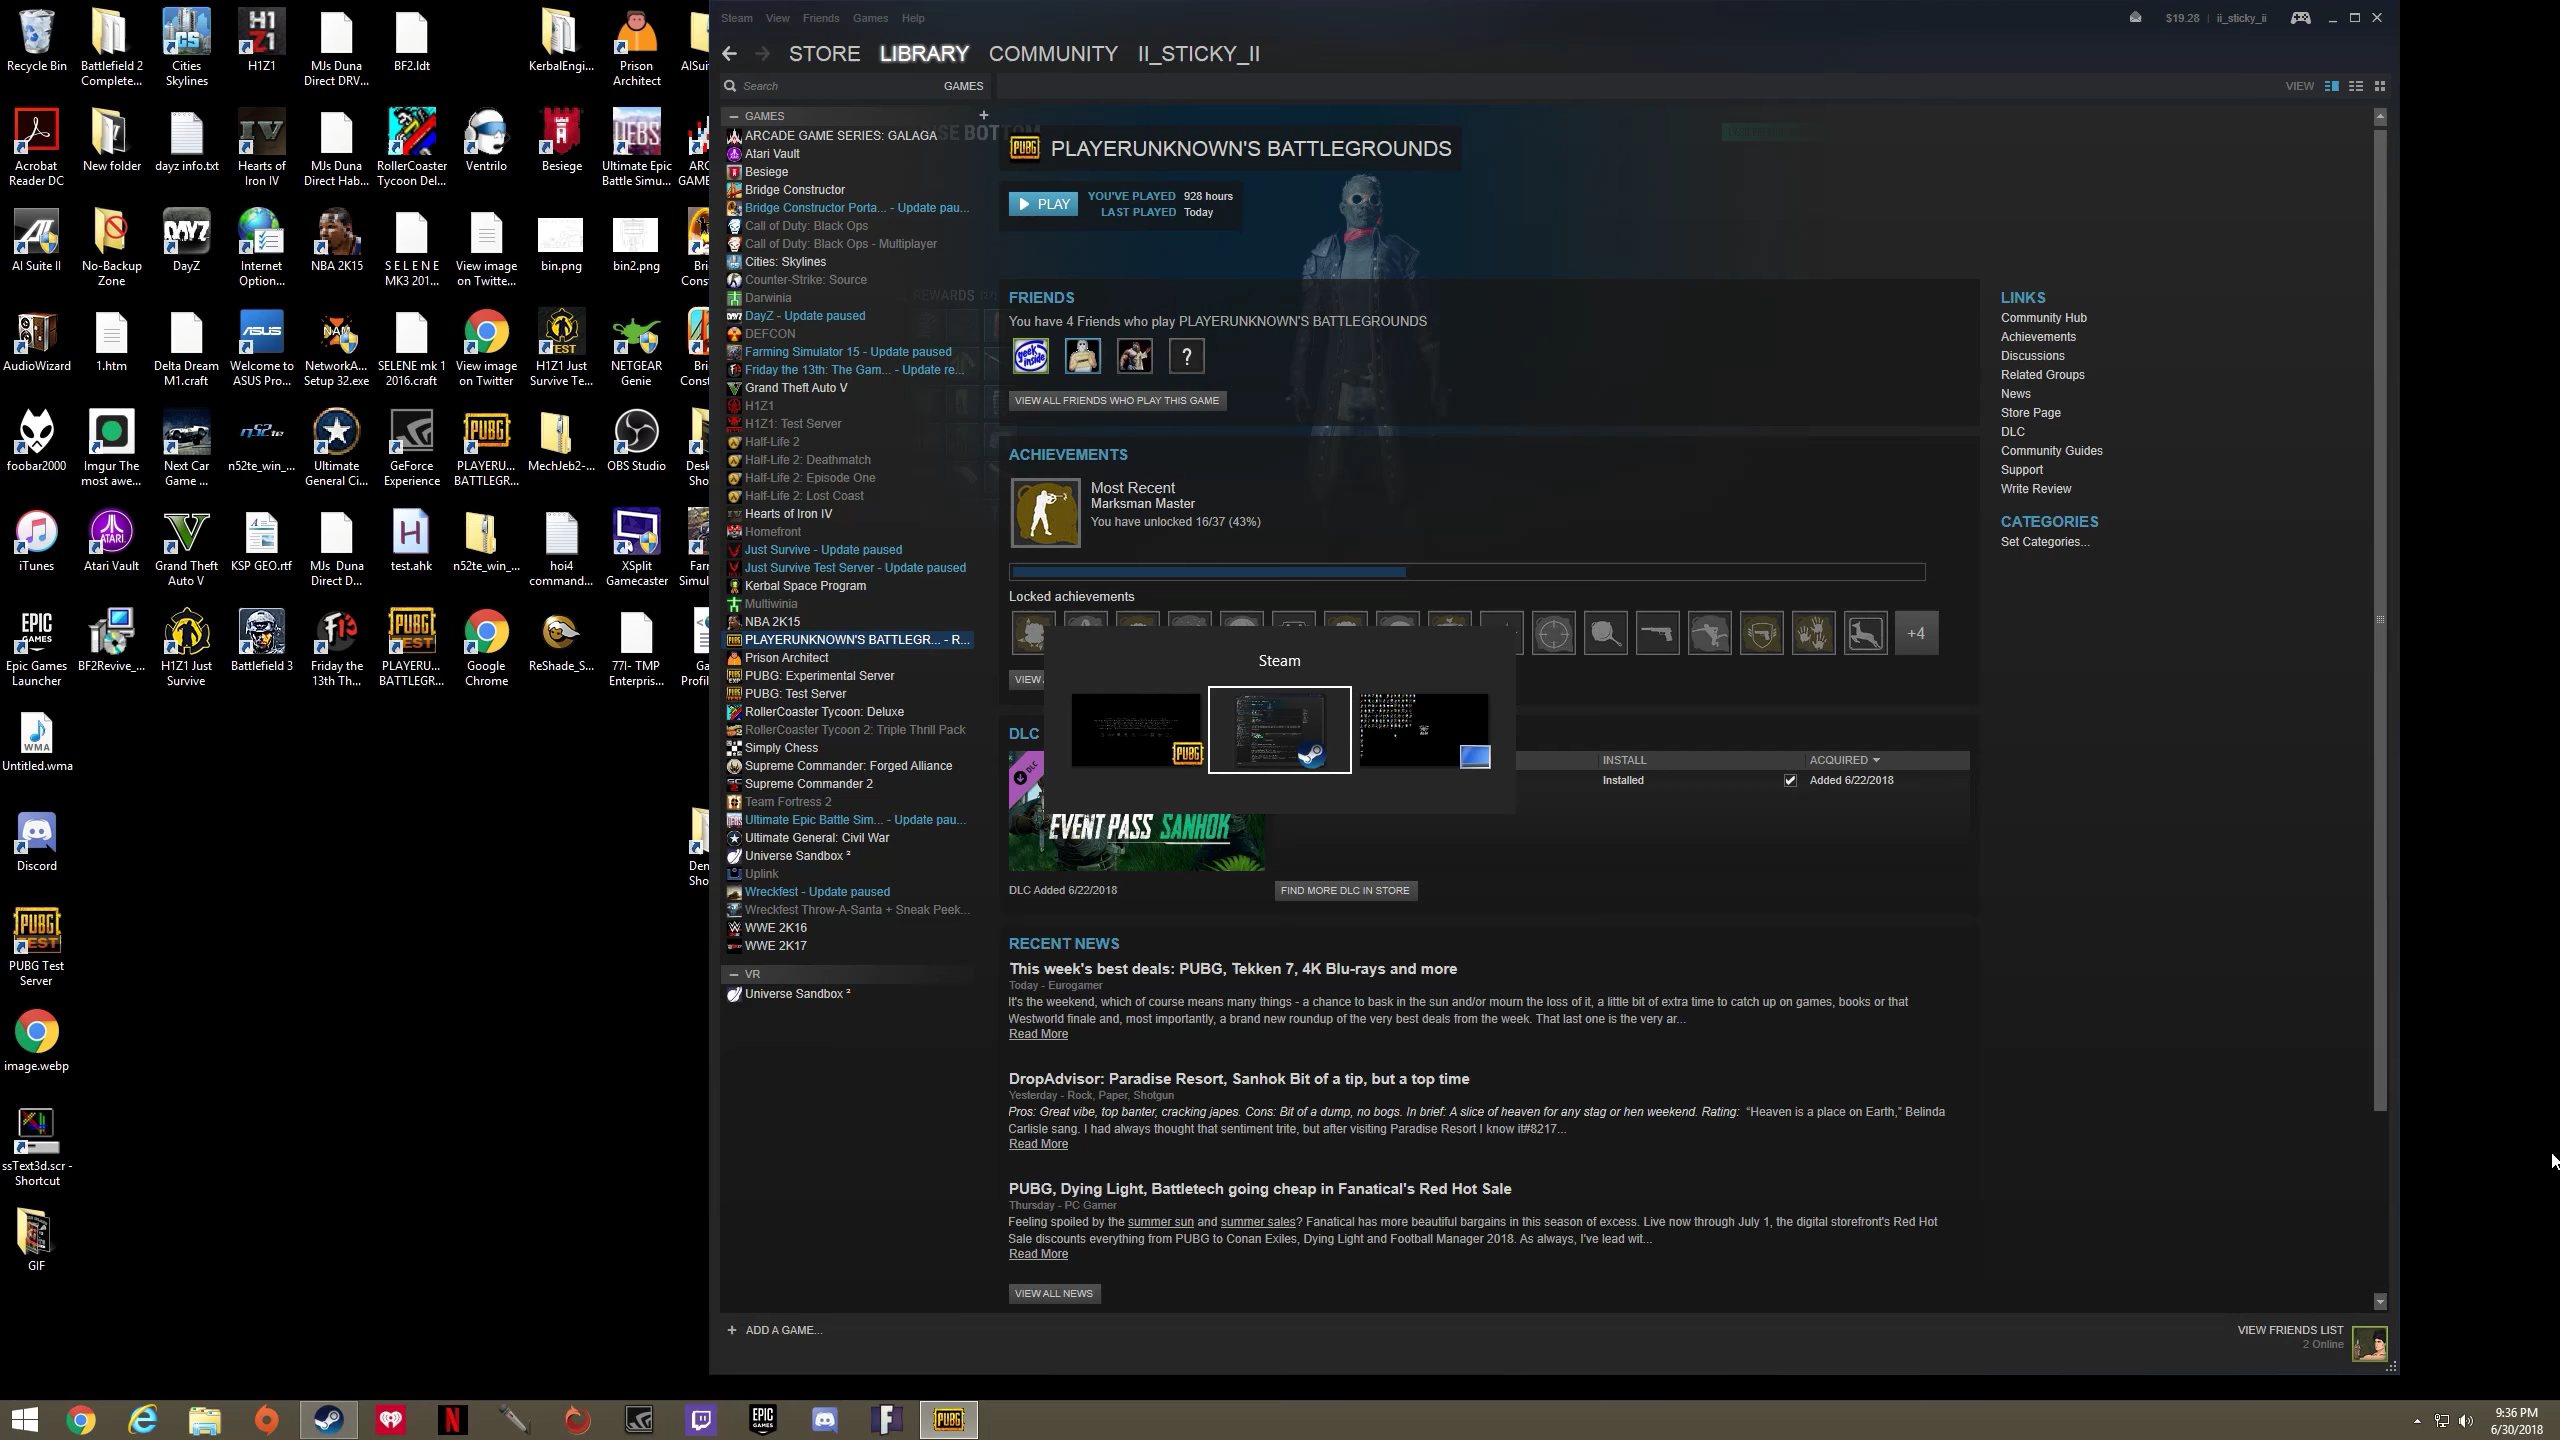 Recycle Bin
Battlefield 2 Complete...
Cities Skylines
H1Z1
MJs Duna Direct DRV...
BF2.ldt
KerbalEngi...
Prison Architect
AISui
Acrobat Reader DC
New folder
dayz info.txt
Hearts of Iron IV
MJs Duna Direct Hab...
RollerCoaster Tycoon Del...
Ventrilo
Besiege
Ultimate Epic Battle Simu...
ARC GAME
AI Suite II
No-Backup Zone
DayZ
Internet Option...
NBA 2K15
S E L E N E MK3 201...
View image on Twitte...
bin.png
bin2.png
Bri Const
AudioWizard
1.htm
Delta Dream M1.craft
Welcome to ASUS Pro...
NetworkA... Setup 32.exe
SELENE mk 1 2016.craft
View image on Twitter
H1Z1 Just Survive Te...
NETGEAR Genie
Bri Const
foobar2000
Imgur The most awe...
Next Car Game ...
n52te_win_...
Ultimate General Ci...
GeForce Experience
PLAYERU... BATTLEGR...
MechJeb2-...
OBS Studio
Desk Sho
iTunes
Atari Vault
Grand Theft Auto V
KSP GEO.rtf
MJs Duna Direct D...
test.ahk
n52te_win_...
hoi4 command...
XSplit Gamecaster
Farr Simul
Epic Games Launcher
BF2Revive_...
H1Z1 Just Survive
Battlefield 3
Friday the 13th Th...
PLAYERU... BATTLEGR...
Google Chrome
ReShade_S...
77I- TMP Enterpris...
Ga Profil
Untitled.wma
Discord
Den Sho
PUBG Test Server
image.webp
ssText3d.scr - Shortcut
GIF
Steam View Friends Games Help
$19.28 ii_sticky_ii
STORE LIBRARY COMMUNITY II_STICKY_II
Search GAMES
VIEW
GAMES
ARCADE GAME SERIES: GALAGA
Atari Vault
Besiege
Bridge Constructor
Bridge Constructor Porta... - Update pau...
Call of Duty: Black Ops
Call of Duty: Black Ops - Multiplayer
Cities: Skylines
Counter-Strike: Source
Darwinia
DayZ - Update paused
DEFCON
Farming Simulator 15 - Update paused
Friday the 13th: The Gam... - Update re...
Grand Theft Auto V
H1Z1
H1Z1: Test Server
Half-Life 2
Half-Life 2: Deathmatch
Half-Life 2: Episode One
Half-Life 2: Lost Coast
Hearts of Iron IV
Homefront
Just Survive - Update paused
Just Survive Test Server - Update paused
Kerbal Space Program
Multiwinia
NBA 2K15
PLAYERUNKNOWN'S BATTLEGR... - R...
Prison Architect
PUBG: Experimental Server
PUBG: Test Server
RollerCoaster Tycoon: Deluxe
RollerCoaster Tycoon 2: Triple Thrill Pack
Simply Chess
Supreme Commander: Forged Alliance
Supreme Commander 2
Team Fortress 2
Ultimate Epic Battle Sim... - Update pau...
Ultimate General: Civil War
Universe Sandbox ²
Uplink
Wreckfest - Update paused
Wreckfest Throw-A-Santa + Sneak Peek...
WWE 2K16
WWE 2K17
VR
Universe Sandbox ²
PLAYERUNKNOWN'S BATTLEGROUNDS
PLAY
YOU'VE PLAYED 928 hours
LAST PLAYED Today
FRIENDS
You have 4 Friends who play PLAYERUNKNOWN'S BATTLEGROUNDS
VIEW ALL FRIENDS WHO PLAY THIS GAME
ACHIEVEMENTS
Most Recent
Marksman Master
You have unlocked 16/37 (43%)
Locked achievements
+4
VIEW
Steam
DLC
INSTALL ACQUIRED
Installed Added 6/22/2018
EVENT PASS SANHOK
DLC Added 6/22/2018
FIND MORE DLC IN STORE
RECENT NEWS
This week's best deals: PUBG, Tekken 7, 4K Blu-rays and more
Today - Eurogamer
It's the weekend, which of course means many things - a chance to bask in the sun and/or mourn the loss of it, a little bit of extra time to catch up on games, books or that
Westworld finale and, most importantly, a brand new roundup of the very best deals from the week. That last one is the very ar...
Read More
DropAdvisor: Paradise Resort, Sanhok Bit of a tip, but a top time
Yesterday - Rock, Paper, Shotgun
Pros: Great vibe, top banter, cracking japes. Cons: Bit of a dump, no bogs. In brief: A slice of heaven for any stag or hen weekend. Rating: “Heaven is a place on Earth,” Belinda
Carlisle sang. I had always thought that sentiment trite, but after visiting Paradise Resort I know it#8217...
Read More
PUBG, Dying Light, Battletech going cheap in Fanatical's Red Hot Sale
Thursday - PC Gamer
Feeling spoiled by the summer sun and summer sales? Fanatical has more beautiful bargains in this season of excess. Live now through July 1, the digital storefront's Red Hot
Sale discounts everything from PUBG to Conan Exiles, Dying Light and Football Manager 2018. As always, I've lead wit...
Read More
VIEW ALL NEWS
LINKS
Community Hub
Achievements
Discussions
Related Groups
News
Store Page
DLC
Community Guides
Support
Write Review
CATEGORIES
Set Categories...
ADD A GAME...
VIEW FRIENDS LIST
2 Online
9:36 PM
6/30/2018